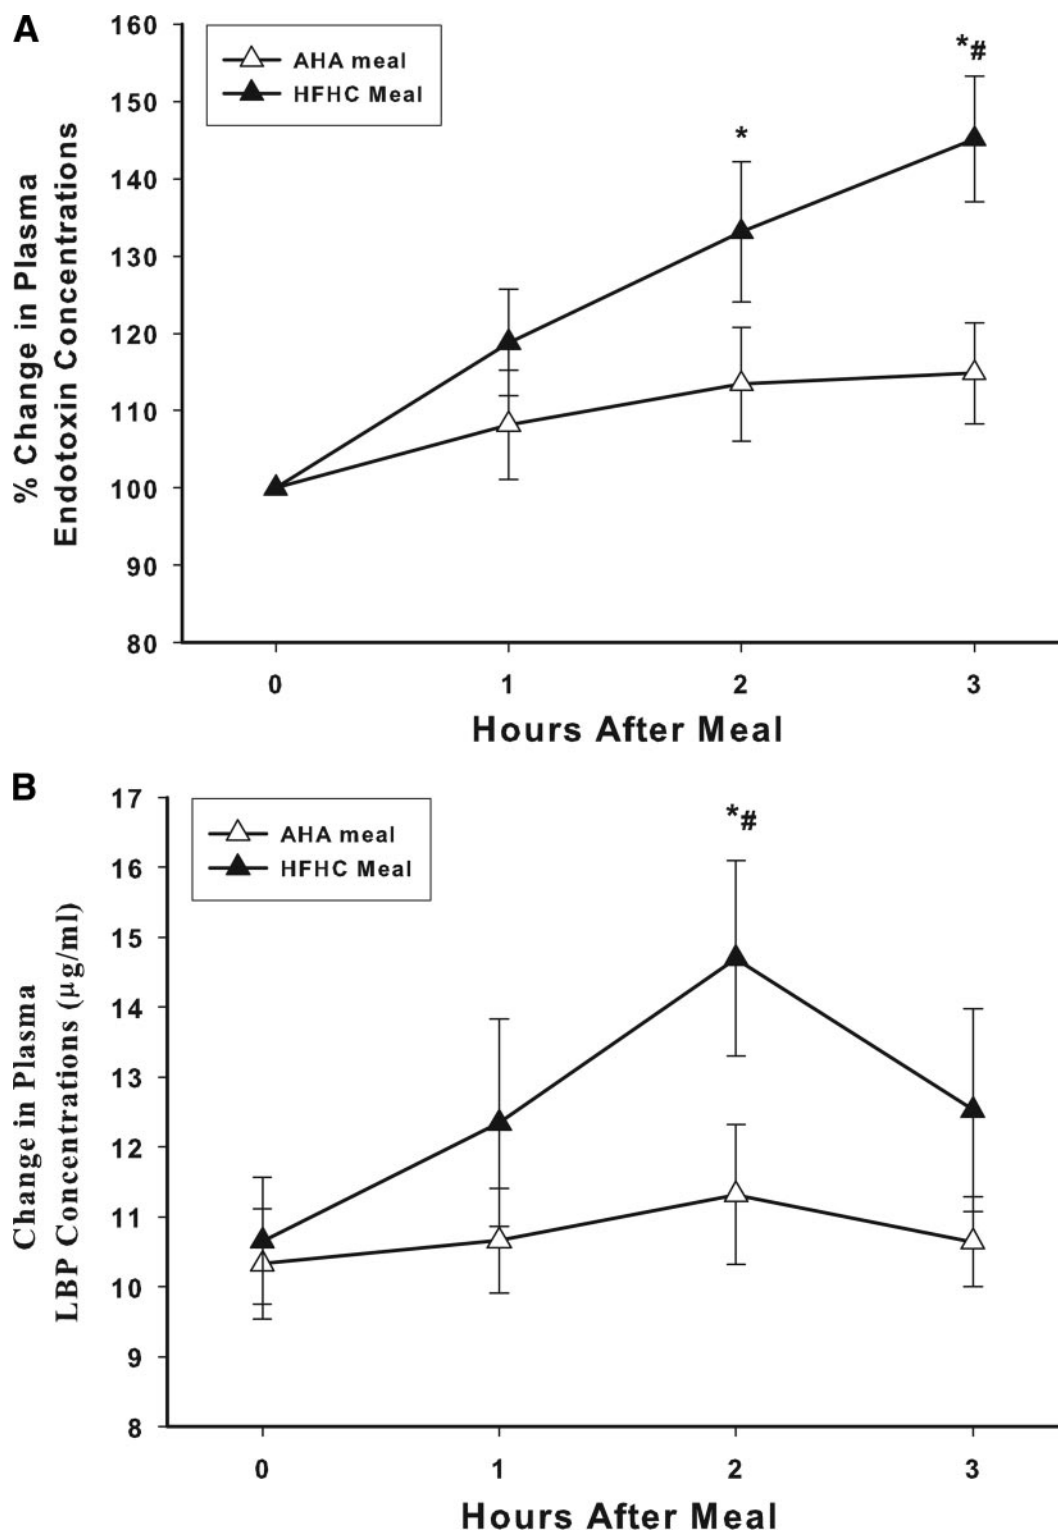 A
% Change in Plasma
Endotoxin Concentrations
160
150
140
130
120
110
100
90
80
AHA meal
HFHC Meal
*
*#
0 1 2 3
Hours After Meal
B
Change in Plasma
LBP Concentrations (µg/ml)
17
16
15
14
13
12
11
10
9
8
AHA meal
HFHC Meal
*#
0 1 2 3
Hours After Meal